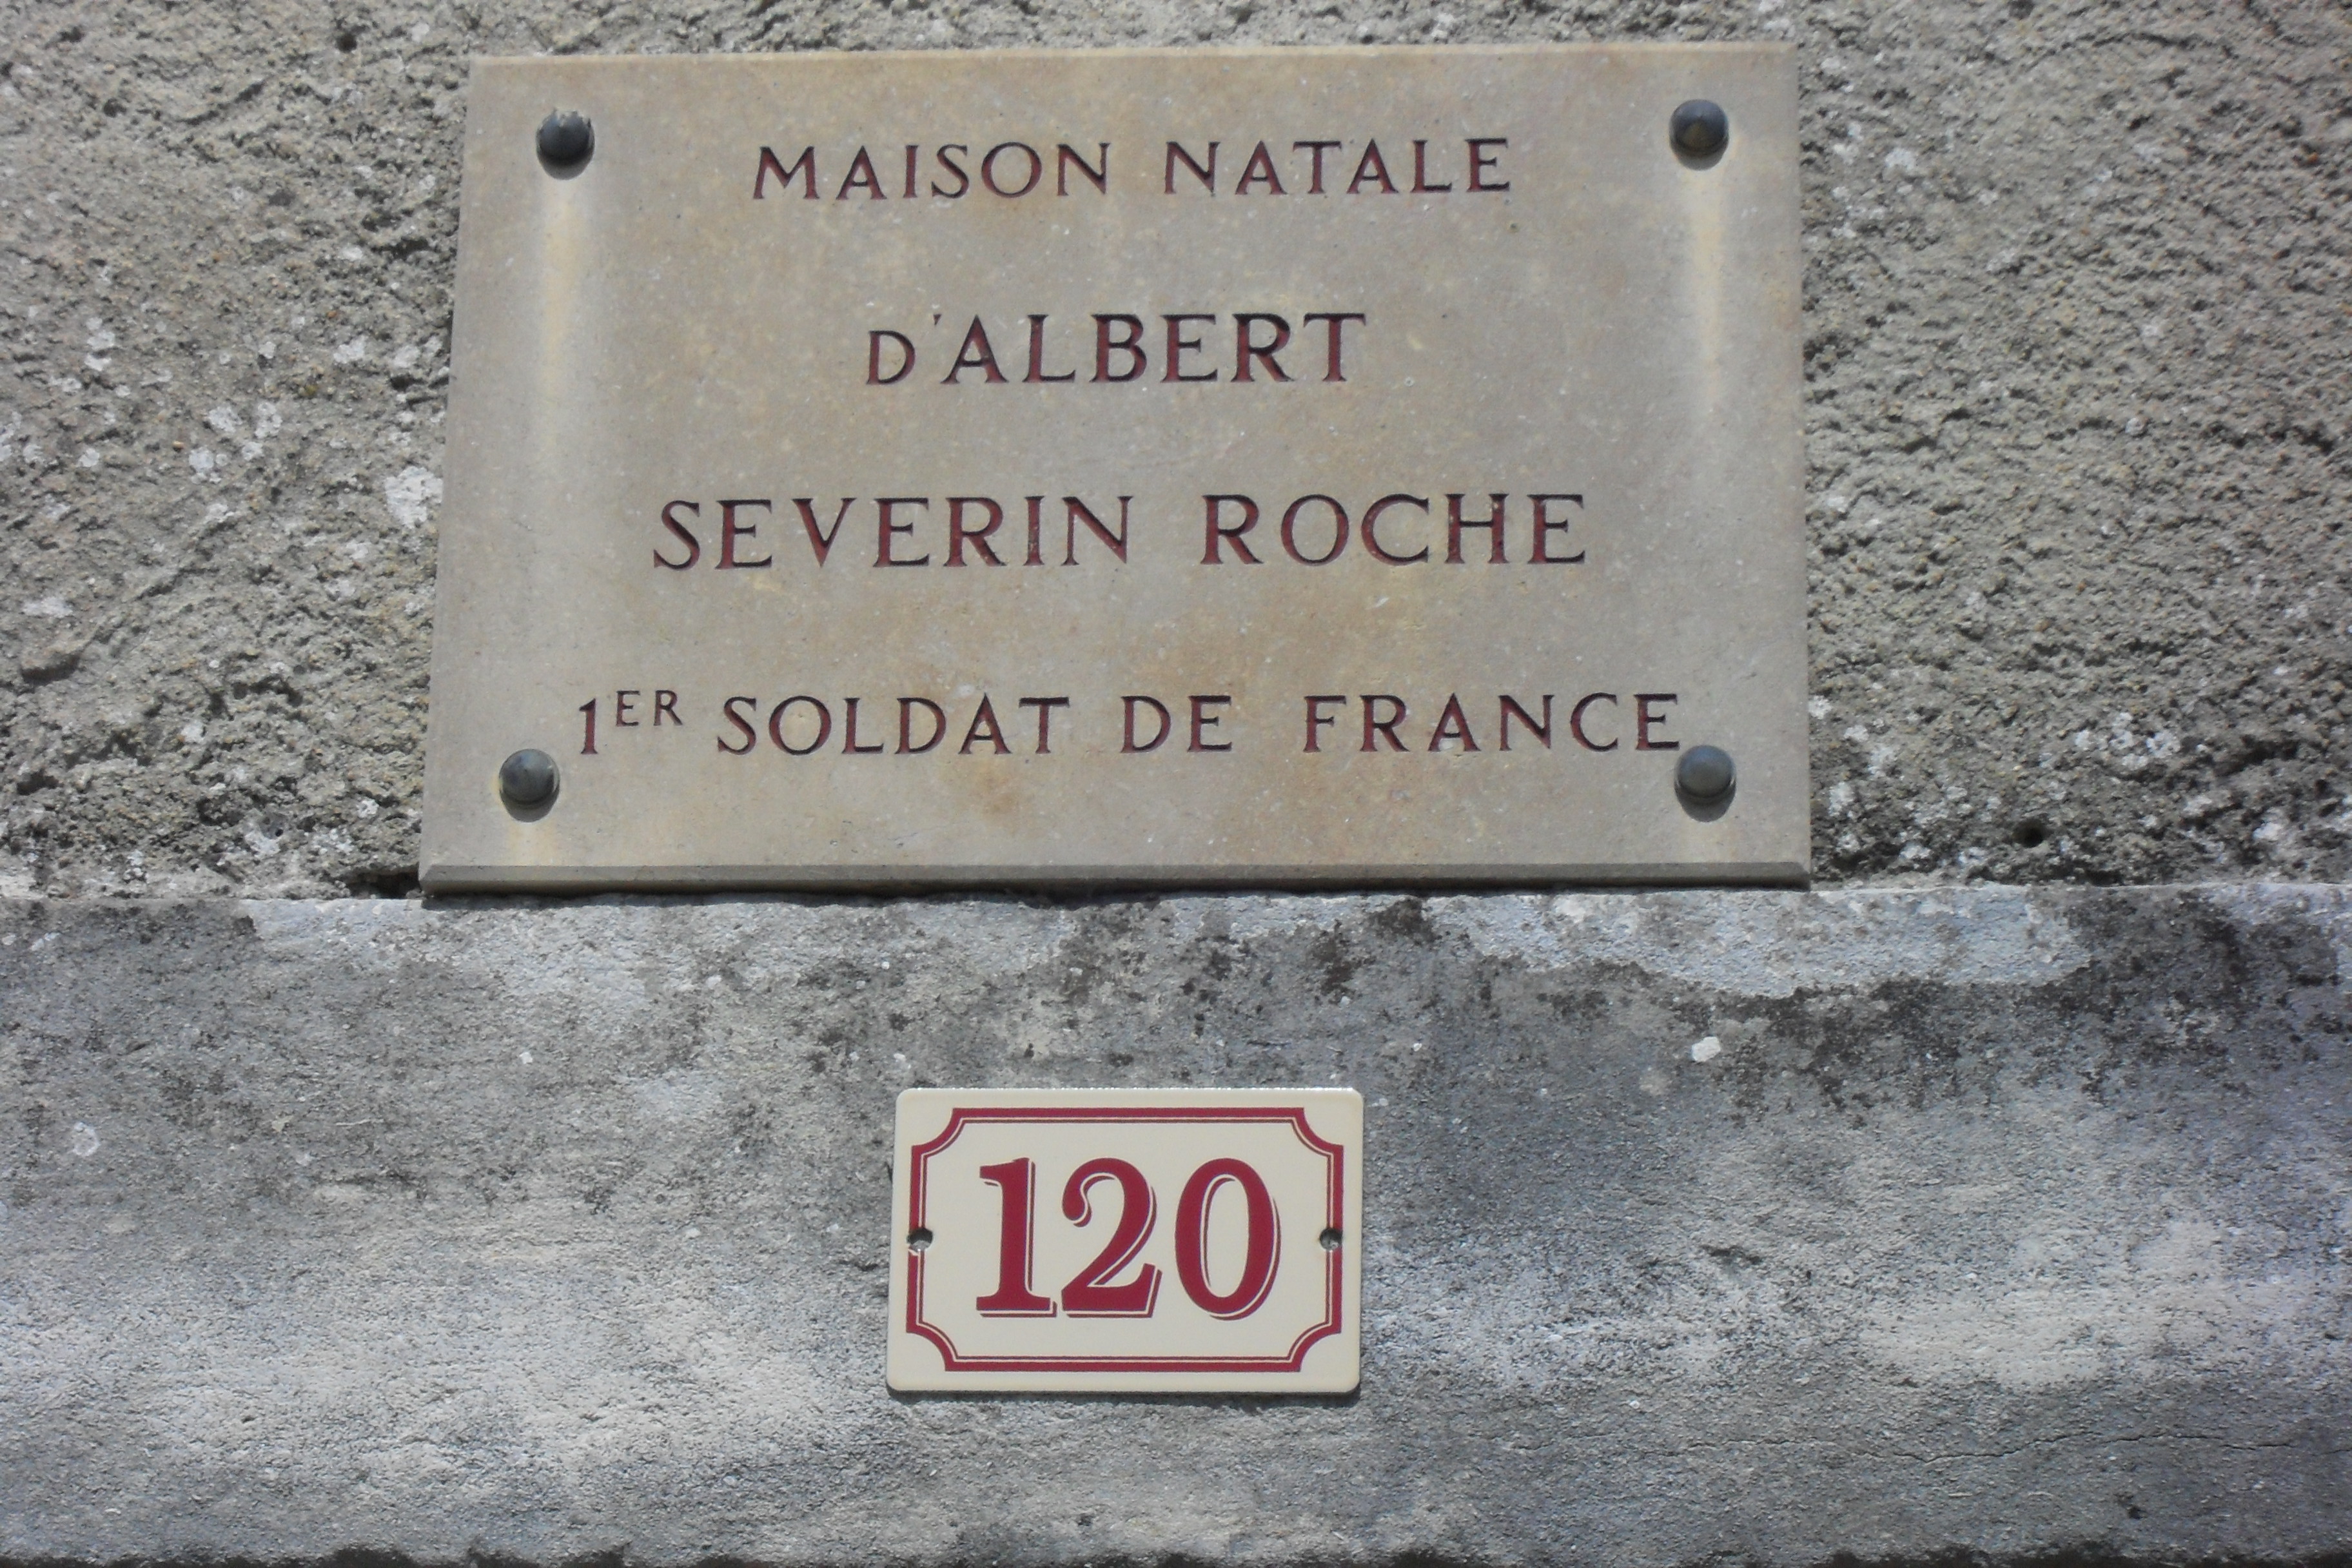 MAISON NATALE
D'ALBERT
SEVERIN ROCHE
1ER SOLDAT DE FRANCE
120